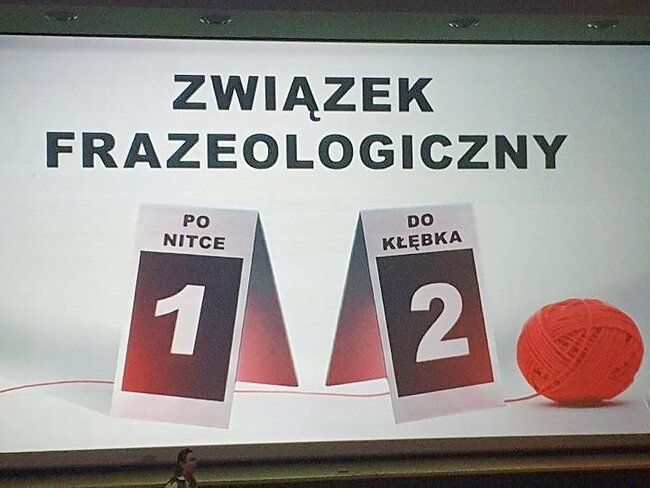 ZWIĄZEK
FRAZEOLOGICZNY
PO
NITCE
1
DO
KŁĘBKA
2